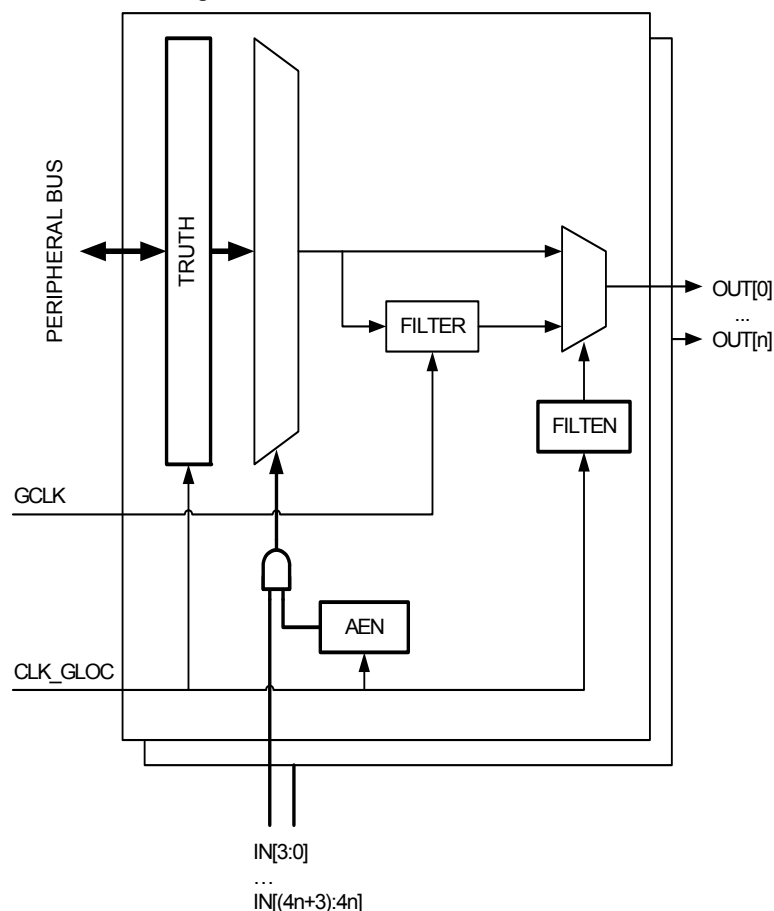 PERIPHERAL BUS
TRUTH
FILTER
OUT[0]
...
OUT[n]
FILTEN
GCLK
AEN
CLK_GLOC
IN[3:0]
...
IN[(4n+3):4n]